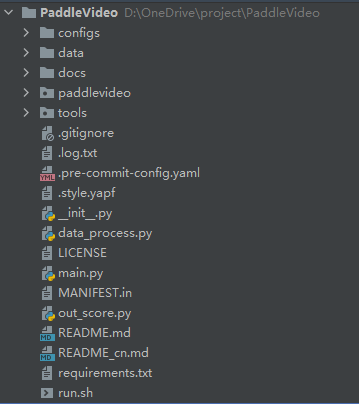 PaddleVideo D:\OneDrive\project\PaddleVideo
configs
data
docs
paddlevideo
tools
.gitignore
.log.txt
.pre-commit-config.yaml
.style.yapf
__init__.py
data_process.py
LICENSE
main.py
MANIFEST.in
out_score.py
README.md
README_cn.md
requirements.txt
run.sh